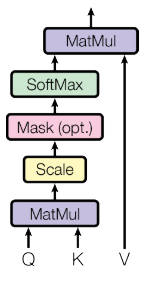 MatMul
SoftMax
Mask (opt.)
Scale
MatMul
Q K V